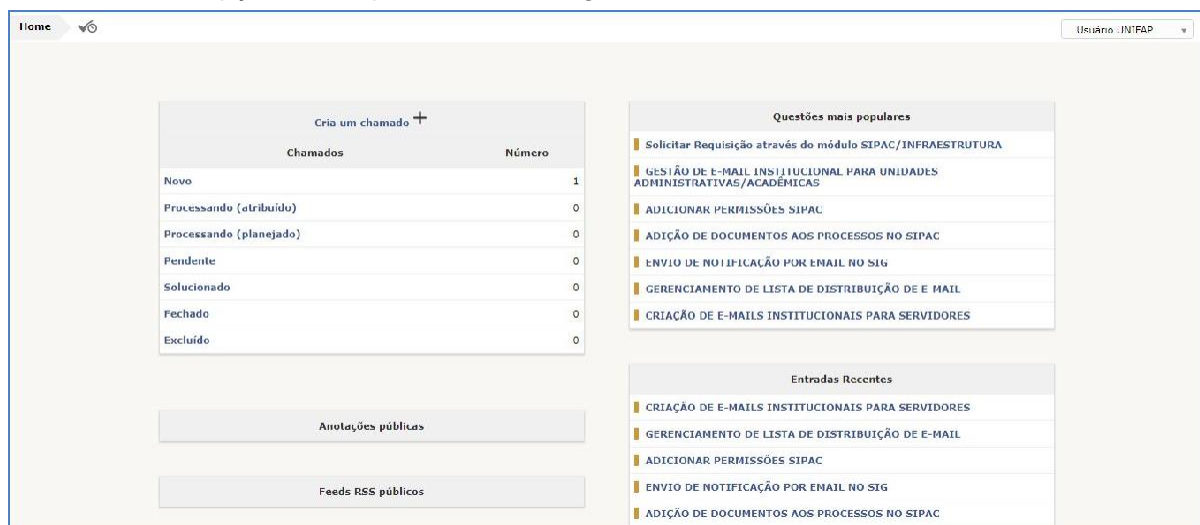 Home
Usuário UNIFAP
Cria um chamado
Chamados Número
Novo 1
Processando (atribuído) 0
Processando (planejado) 0
Pendente 0
Solucionado 0
Fechado 0
Excluído 0
Anotações públicas
Feeds RSS públicos
Questões mais populares
Solicitar Requisição através do módulo SIPAC/INFRAESTRUTURA
GESTÃO DE E-MAIL INSTITUCIONAL PARA UNIDADES
ADMINISTRATIVAS/ACADÊMICAS
ADICIONAR PERMISSÕES SIPAC
ADIÇÃO DE DOCUMENTOS AOS PROCESSOS NO SIPAC
ENVIO DE NOTIFICAÇÃO POR EMAIL NO SIG
GERENCIAMENTO DE LISTA DE DISTRIBUIÇÃO DE E-MAIL
CRIAÇÃO DE E-MAILS INSTITUCIONAIS PARA SERVIDORES
Entradas Recentes
CRIAÇÃO DE E-MAILS INSTITUCIONAIS PARA SERVIDORES
GERENCIAMENTO DE LISTA DE DISTRIBUIÇÃO DE E-MAIL
ADICIONAR PERMISSÕES SIPAC
ENVIO DE NOTIFICAÇÃO POR EMAIL NO SIG
ADIÇÃO DE DOCUMENTOS AOS PROCESSOS NO SIPAC